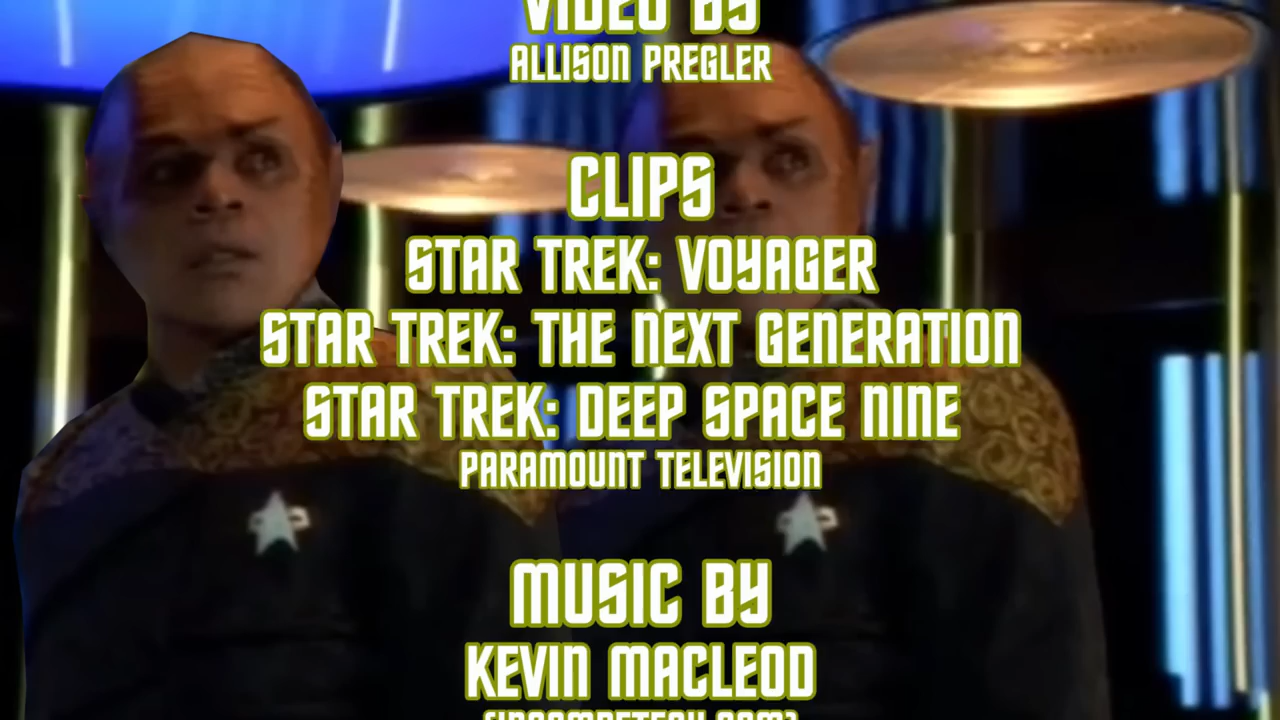 VIDEO BY
ALLISON PREGLER
CLIPS
STAR TREK: VOYAGER
STAR TREK: THE NEXT GENERATION
STAR TREK: DEEP SPACE NINE
PARAMOUNT TELEVISION
MUSIC BY
KEVIN MACLEOD